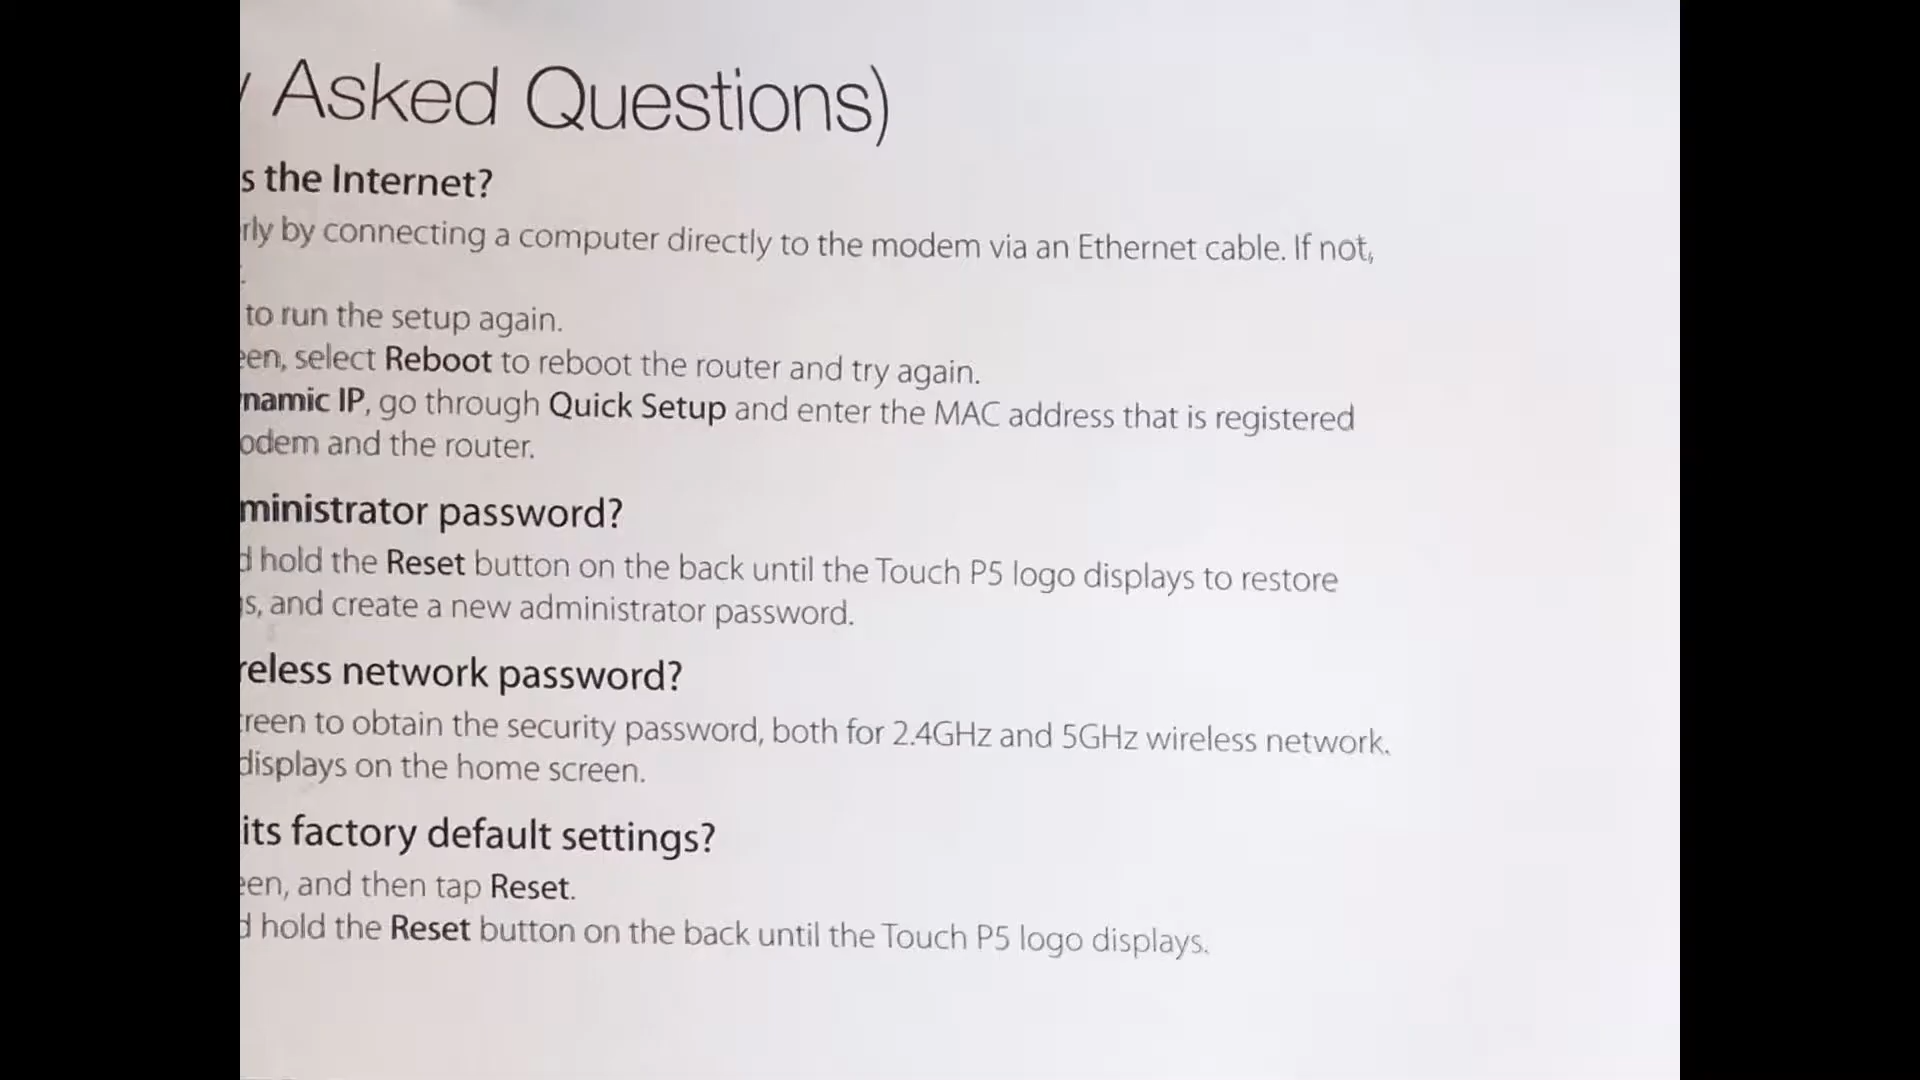 Asked Questions)
s the Internet?
rly by connecting a computer directly to the modem via an Ethernet cable. If not,
to run the setup again.
en, select Reboot to reboot the router and try again.
namic IP, go through Quick Setup and enter the MAC address that is registered
odem and the router.
ministrator password?
d hold the Reset button on the back until the Touch P5 logo displays to restore
s, and create a new administrator password.
reless network password?
reen to obtain the security password, both for 2.4GHz and 5GHz wireless network.
displays on the home screen.
its factory default settings?
en, and then tap Reset.
d hold the Reset button on the back until the Touch P5 logo displays.